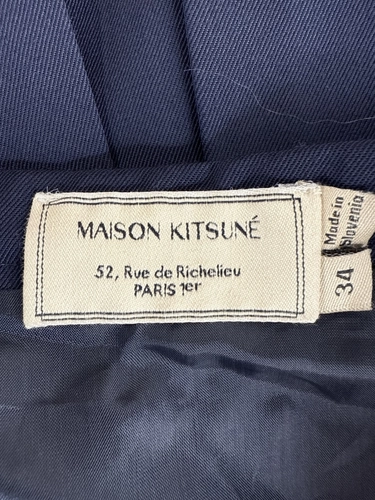 MAISON KITSUNÉ
52, Rue de Richelieu
PARIS 1er
Made in
Slovenia
34